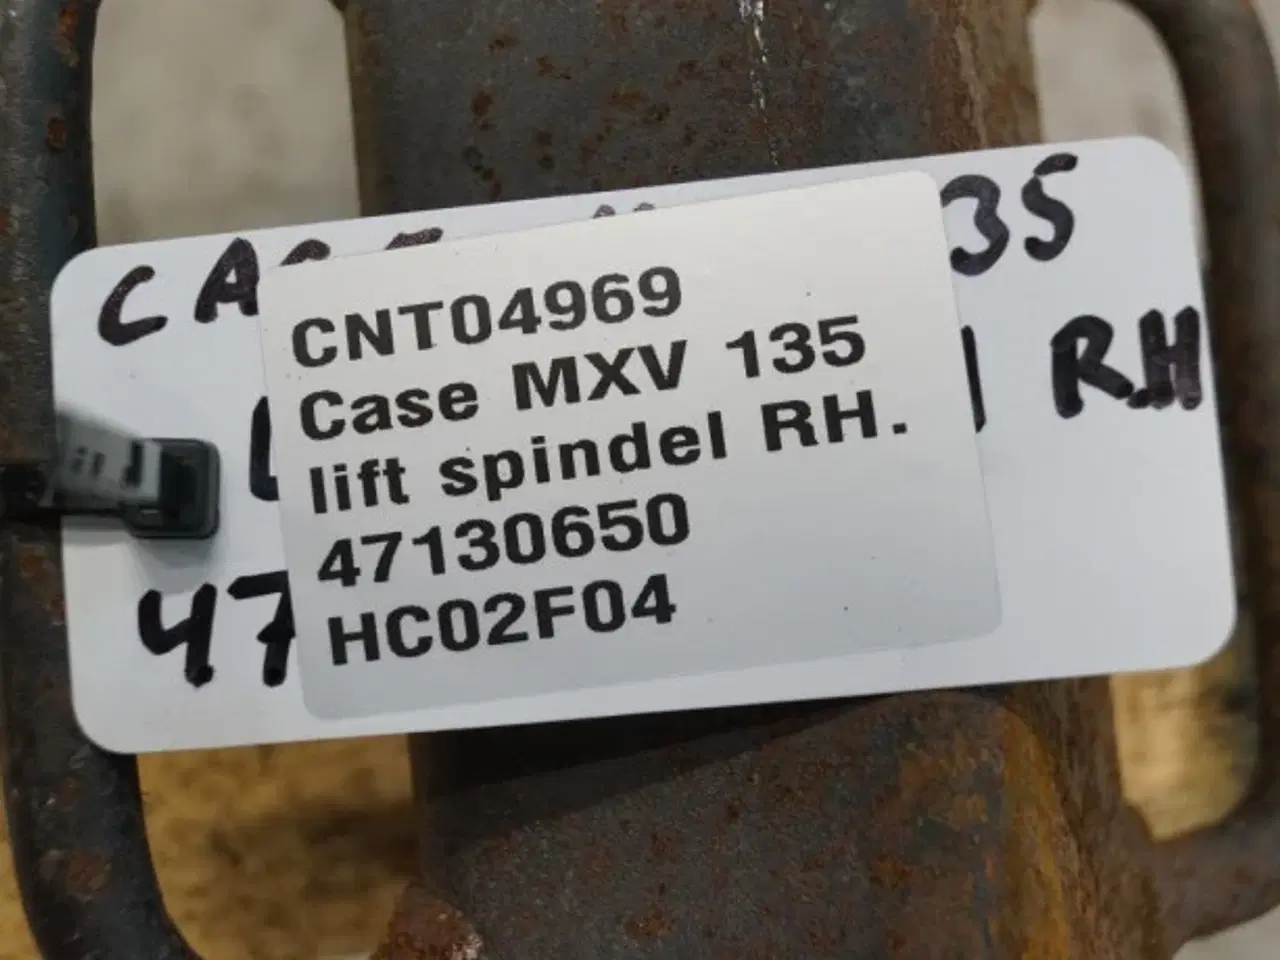 CNT04969
Case MXV 135
lift spindel RH.
47130650
HC02F04
35
RH
47